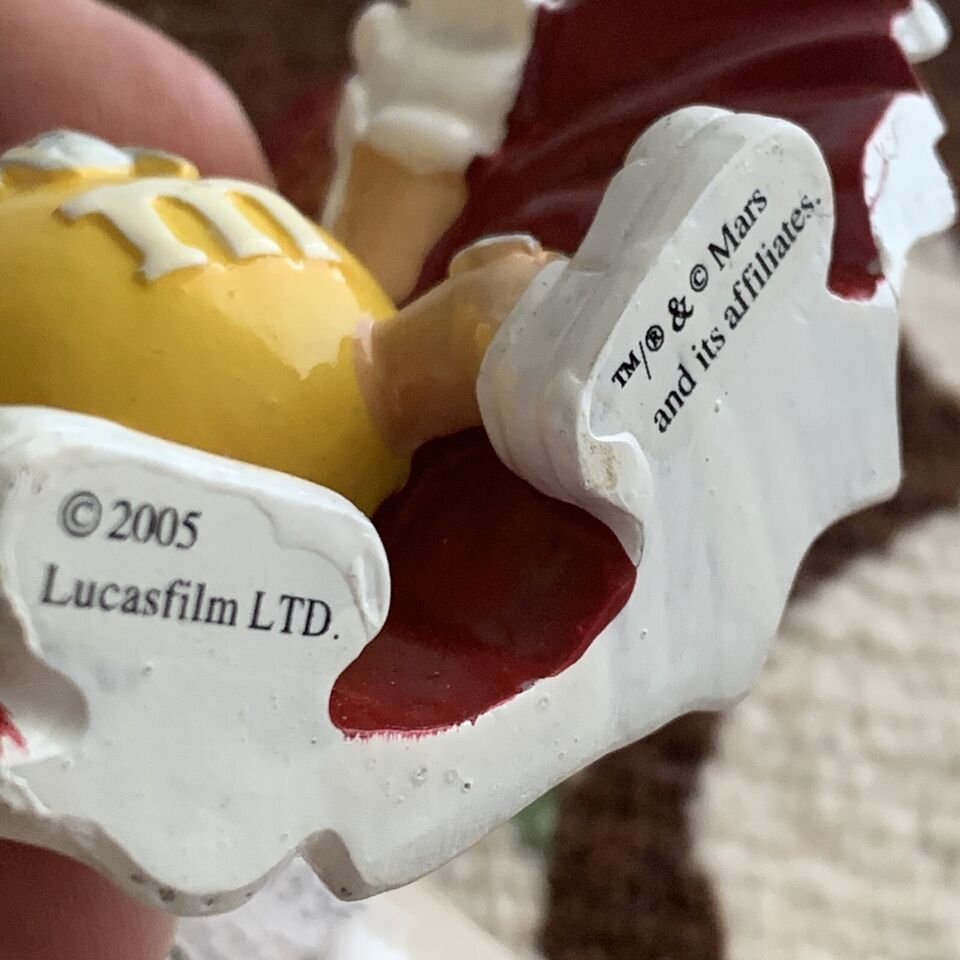 m
© 2005
Lucasfilm LTD.
™/® & © Mars
and its affiliates.